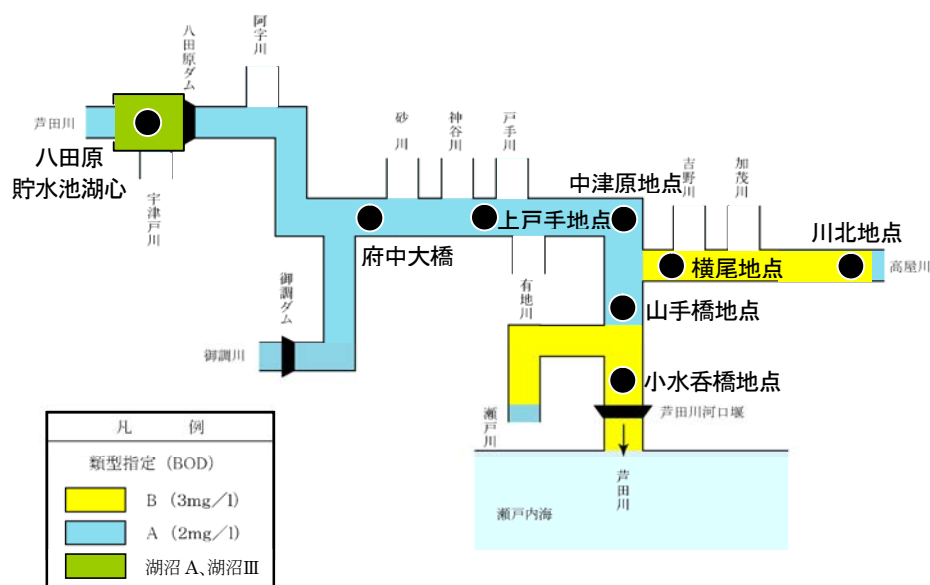 阿字川
八田原ダム
芦田川
八田原
貯水池湖心
宇津戸川
砂川
神谷川
戸手川
中津原地点
吉野川
加茂川
川北地点
上戸手地点
府中大橋
横尾地点
高屋川
有地川
御調ダム
山手橋地点
御調川
小水呑橋地点
瀬戸川
芦田川河口堰
芦田川
瀬戸内海
凡 例
類型指定 (BOD)
B (3mg/l)
A (2mg/l)
湖沼 A、湖沼Ⅲ